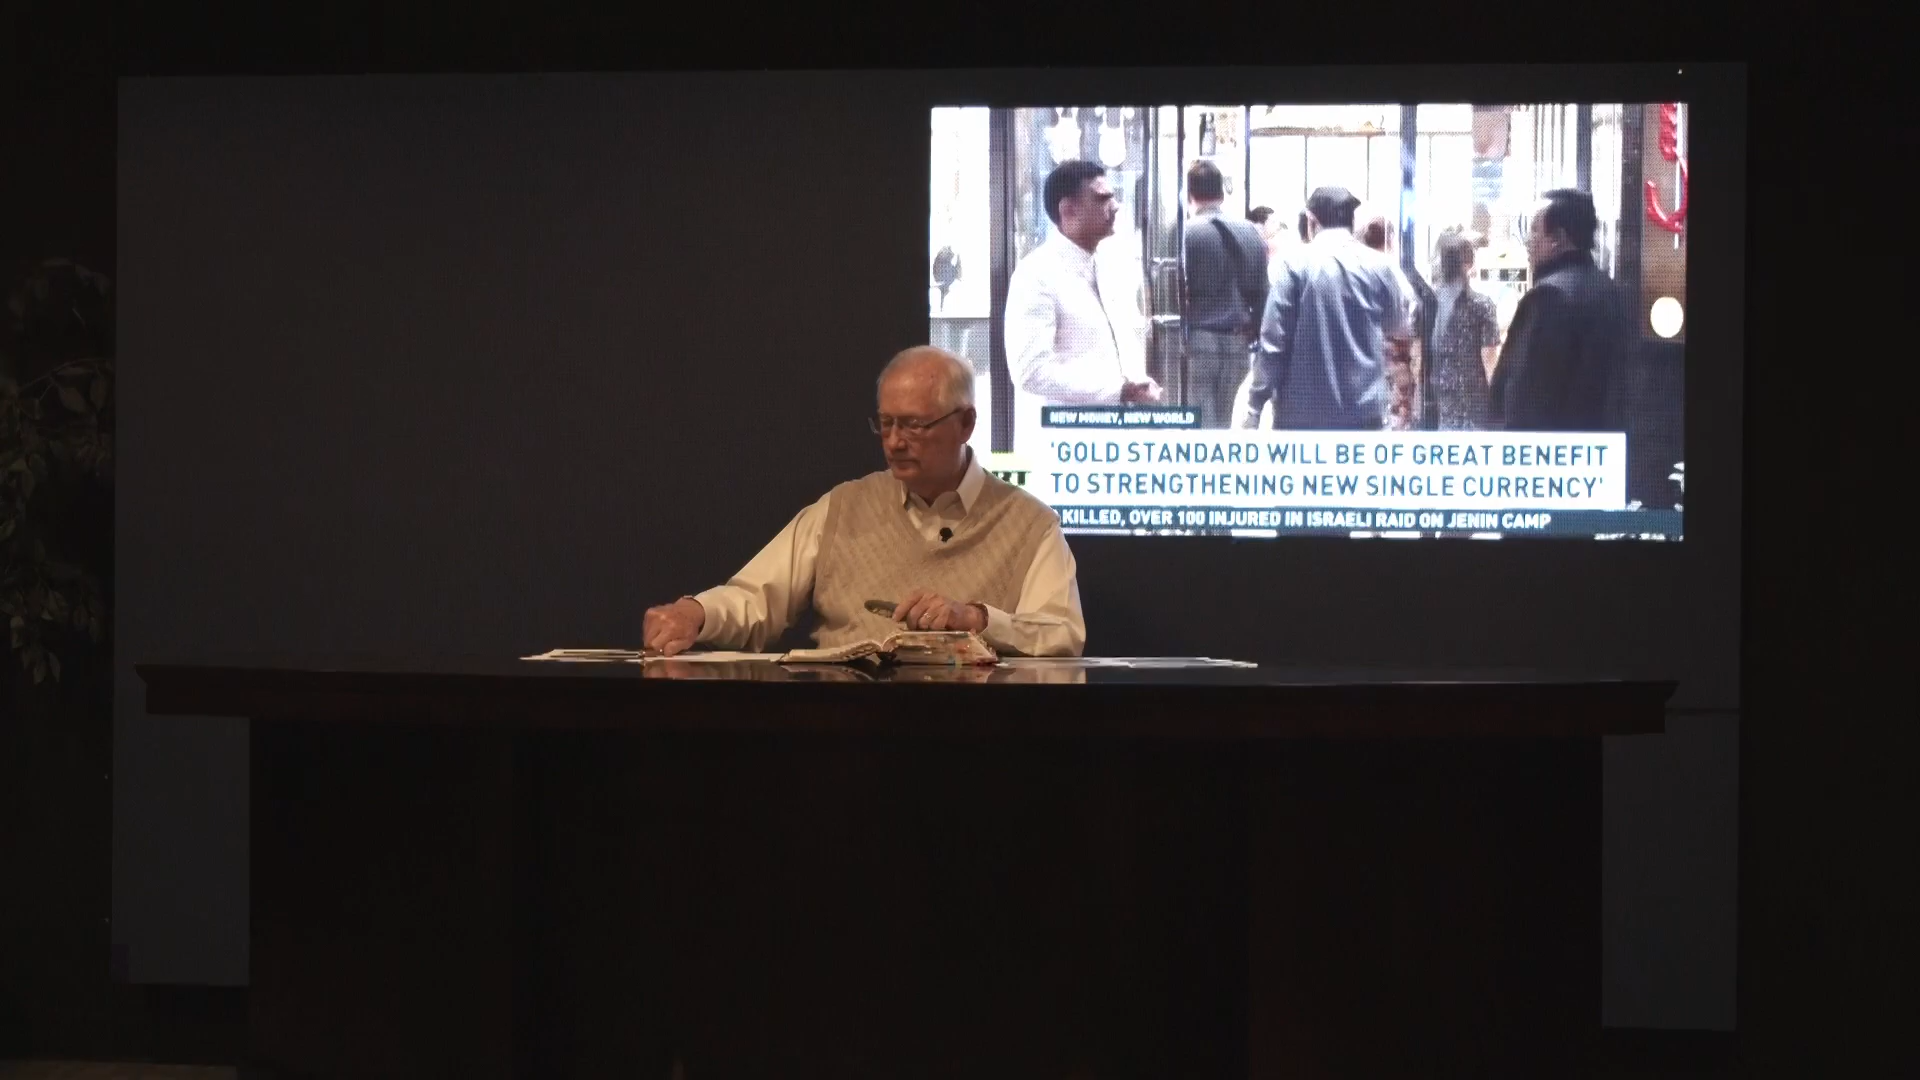 NEW MONEY, NEW WORLD
'GOLD STANDARD WILL BE OF GREAT BENEFIT
TO STRENGTHENING NEW SINGLE CURRENCY'
KILLED, OVER 100 INJURED IN ISRAELI RAID ON JENIN CAMP